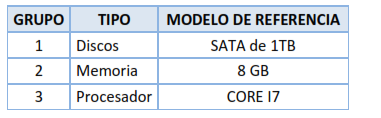 GRUPO TIPO MODELO DE REFERENCIA
1 Discos SATA de 1TB
2 Memoria 8 GB
3 Procesador CORE I7